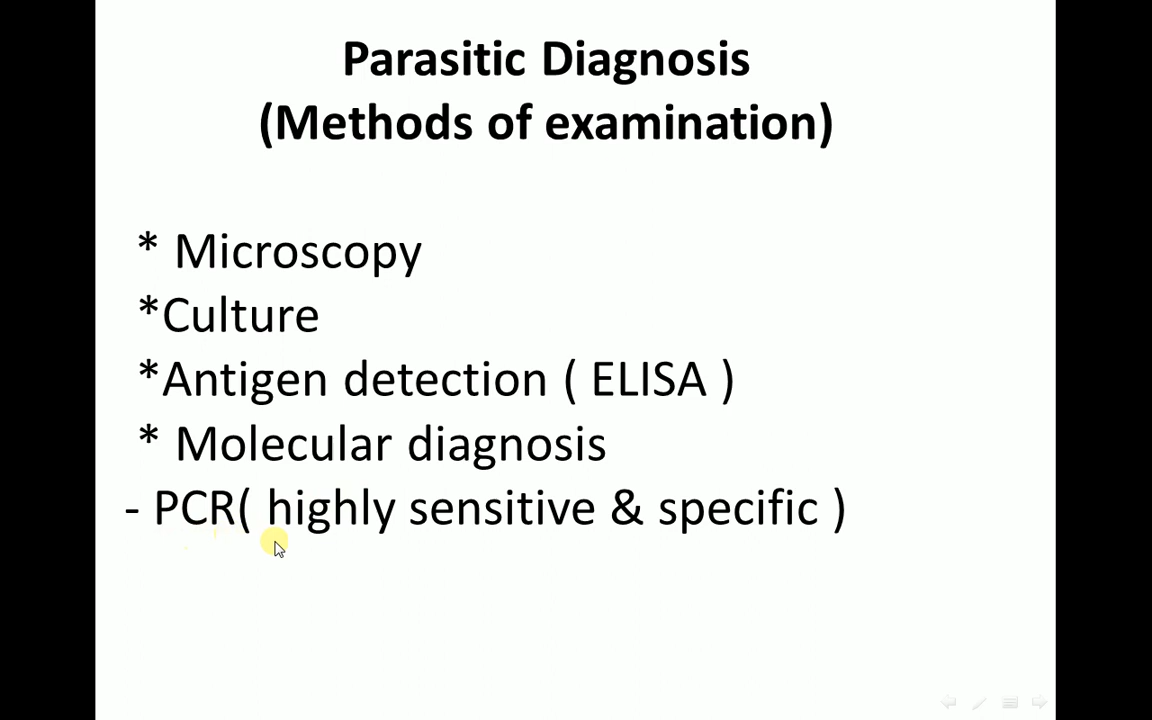 Parasitic Diagnosis
(Methods of examination)
* Microscopy
*Culture
*Antigen detection ( ELISA )
* Molecular diagnosis
- PCR( highly sensitive & specific )